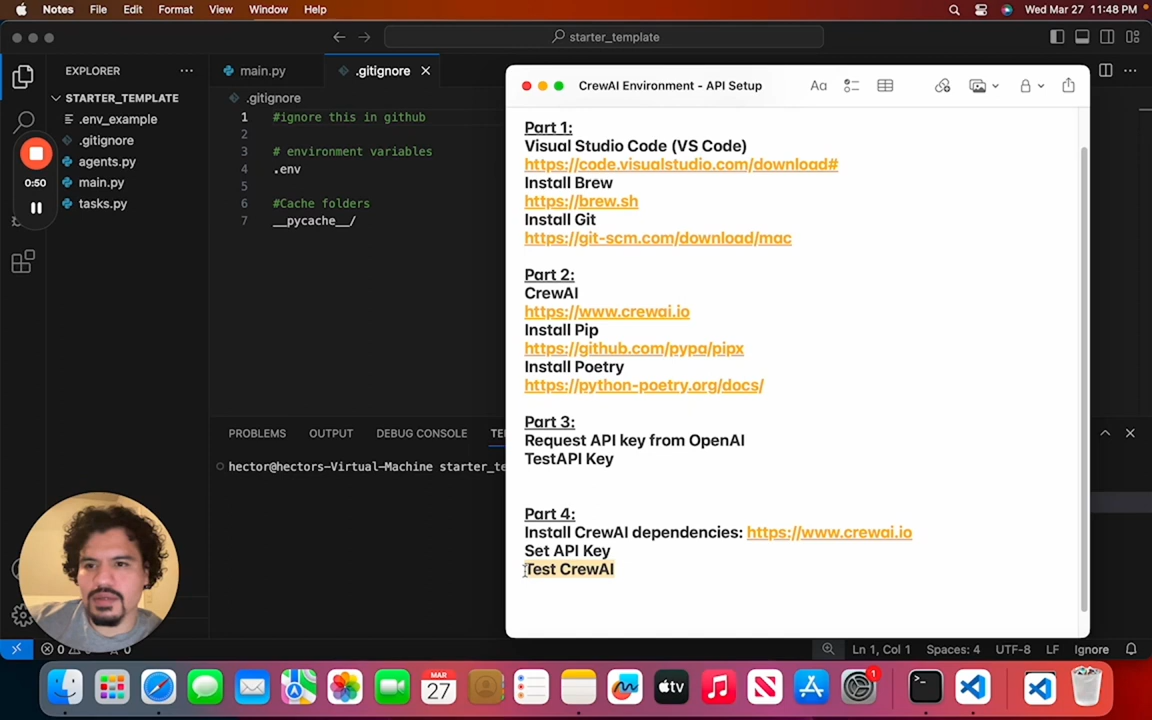 Notes File Edit Format View Window Help Wed Mar 27 11:48 PM
starter_template
EXPLORER
main.py
.gitignore
STARTER_TEMPLATE
.env_example
.gitignore
agents.py
main.py
tasks.py
0:50
.gitignore
1 #ignore this in github
2
3 # environment variables
4 .env
5
6 #Cache folders
7 __pycache__/
PROBLEMS OUTPUT DEBUG CONSOLE
hector@hectors-Virtual-Machine
CrewAI Environment - API Setup
Aa
Part 1:
Visual Studio Code (VS Code)
https://code.visualstudio.com/download#
Install Brew
https://brew.sh
Install Git
https://git-scm.com/download/mac
Part 2:
CrewAI
https://www.crewai.io
Install Pip
https://github.com/pypa/pipx
Install Poetry
https://python-poetry.org/docs/
Part 3:
Request API key from OpenAI
TestAPI Key
Part 4:
Install CrewAI dependencies: https://www.crewai.io
Set API Key
Test CrewAI
Ln 1, Col 1 Spaces: 4 UTF-8 LF Ignore
MAR
27
tv
1